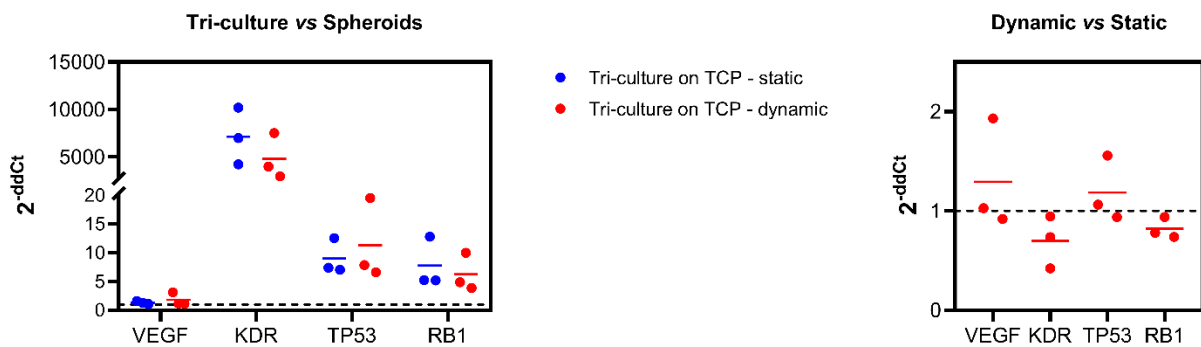 Tri-culture vs Spheroids
2^-ddCt
15000
10000
5000
20
15
10
5
0
VEGF KDR TP53 RB1
Tri-culture on TCP - static
Tri-culture on TCP - dynamic
Dynamic vs Static
2^-ddCt
2
1
0
VEGF KDR TP53 RB1